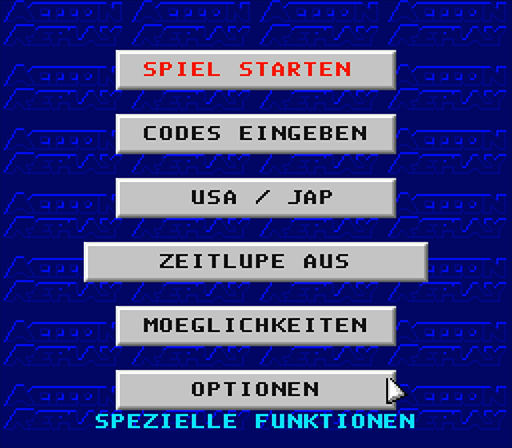 SPIEL STARTEN
CODES EINGEBEN
USA / JAP
ZEITLUPE AUS
MOEGLICHKEITEN
OPTIONEN
SPEZIELLE FUNKTIONEN